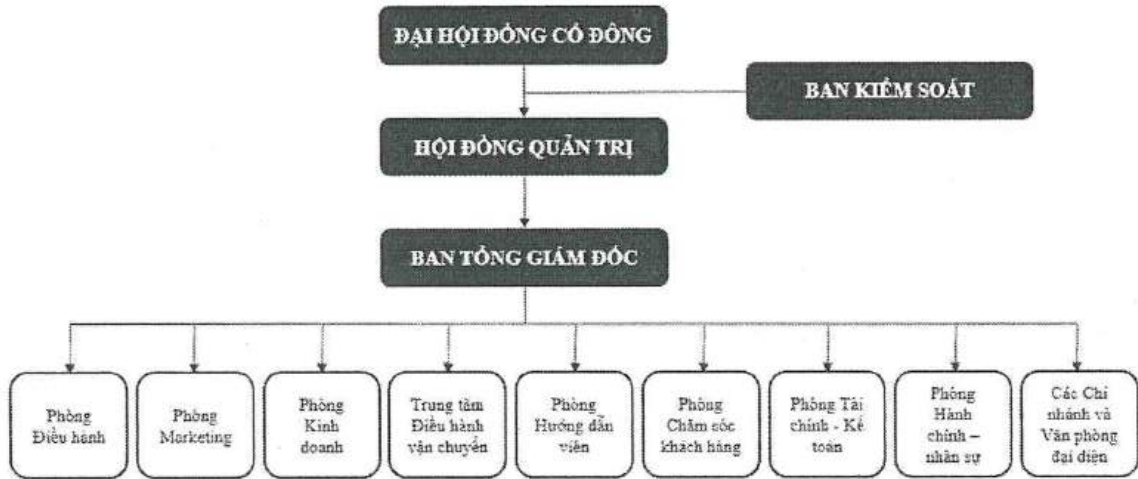 ĐẠI HỘI ĐỒNG CỔ ĐÔNG
BAN KIỂM SOÁT
HỘI ĐỒNG QUẢN TRỊ
BAN TỔNG GIÁM ĐỐC
Phòng
Điều hành
Phòng
Marketing
Phòng
Kinh
doanh
Trung tâm
Điều hành
vận chuyển
Phòng
Hướng dẫn
viên
Phòng
Chăm sóc
khách hàng
Phòng Tài
chính - Kế
toán
Phòng
Hành
chính –
nhân sự
Các Chi
nhánh và
Văn phòng
đại diện